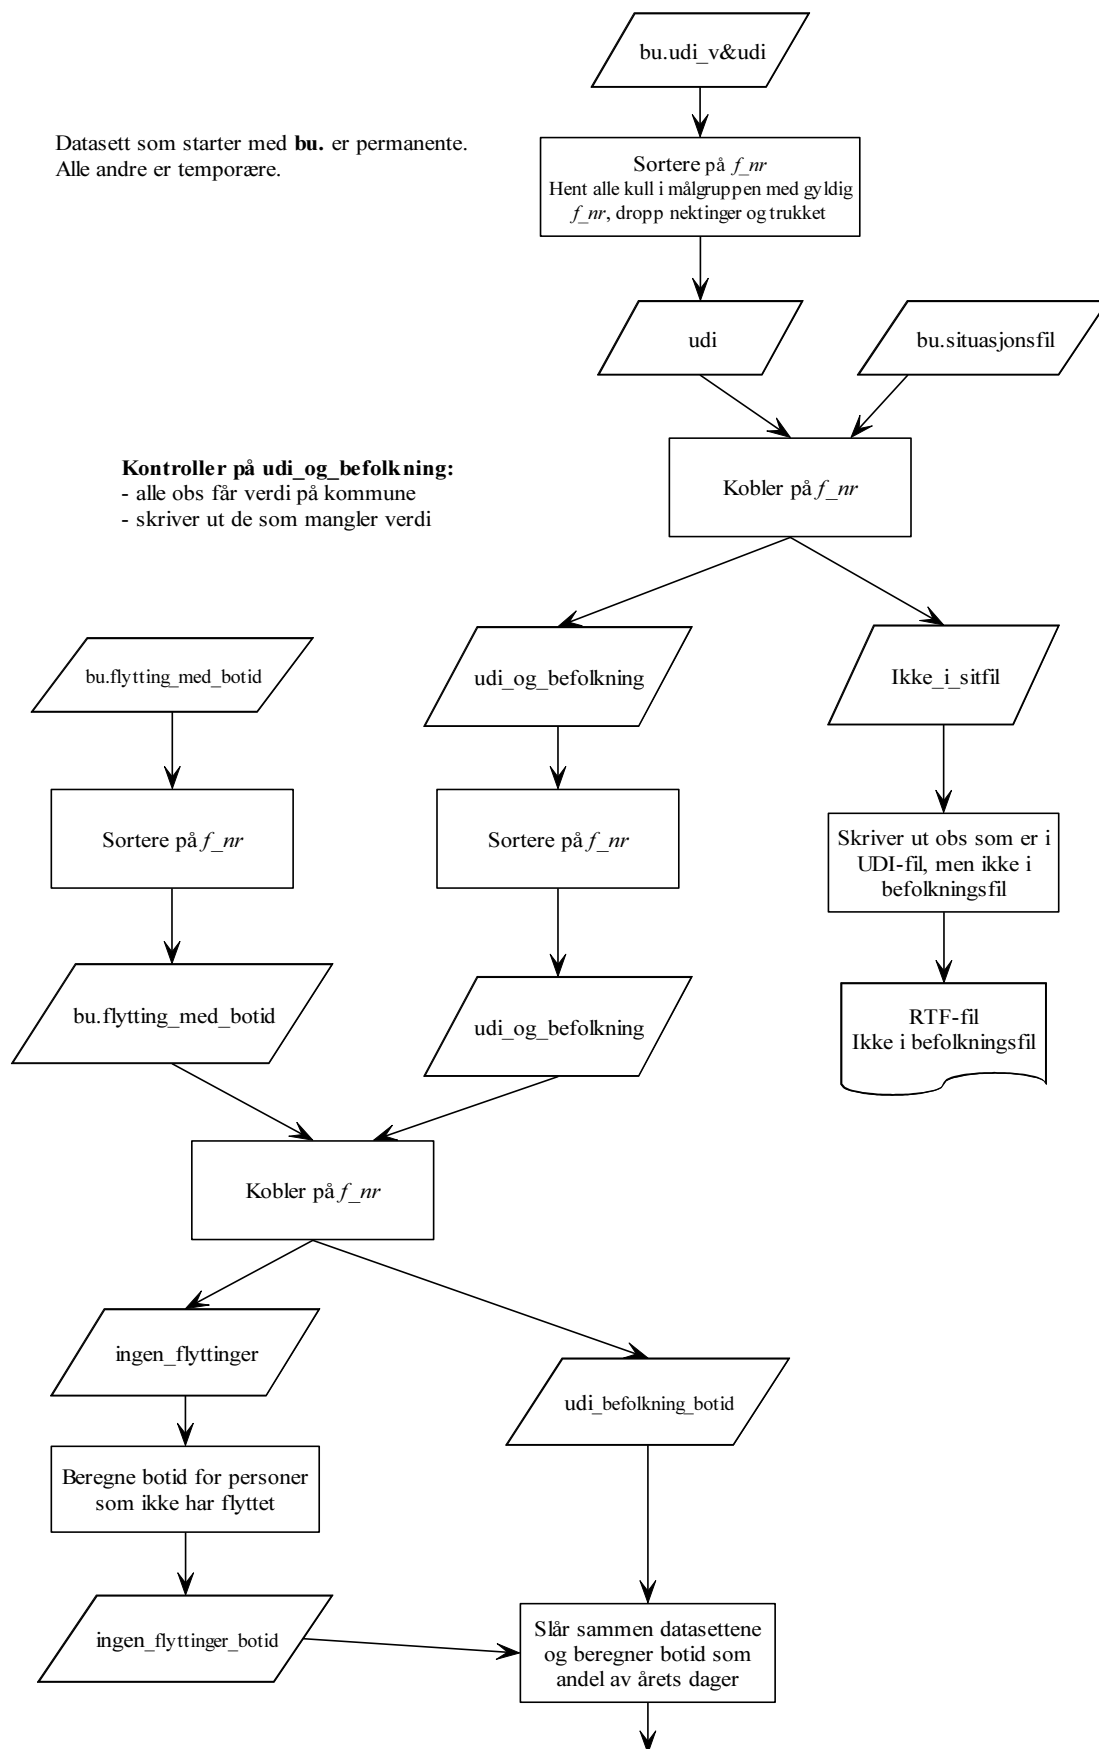 bu.udi_v&udi
Datasett som starter med bu. er permanente.
Alle andre er temporære.
Sortere på f_nr
Hent alle kull i målgruppen med gyldig
f_nr, dropp nektinger og trukket
udi
bu.situasjonsfil
Kontroller på udi_og_befolkning:
- alle obs får verdi på kommune
- skriver ut de som mangler verdi
Kobler på f_nr
bu.flytting_med_botid
udi_og_befolkning
Ikke_i_sitfil
Sortere på f_nr
Sortere på f_nr
Skriver ut obs som er i
UDI-fil, men ikke i
befolkningsfil
bu.flytting_med_botid
udi_og_befolkning
RTF-fil
Ikke i befolkningsfil
Kobler på f_nr
ingen_flyttinger
udi_befolkning_botid
Beregne botid for personer
som ikke har flyttet
ingen_flyttinger_botid
Slår sammen datasettene
og beregner botid som
andel av årets dager